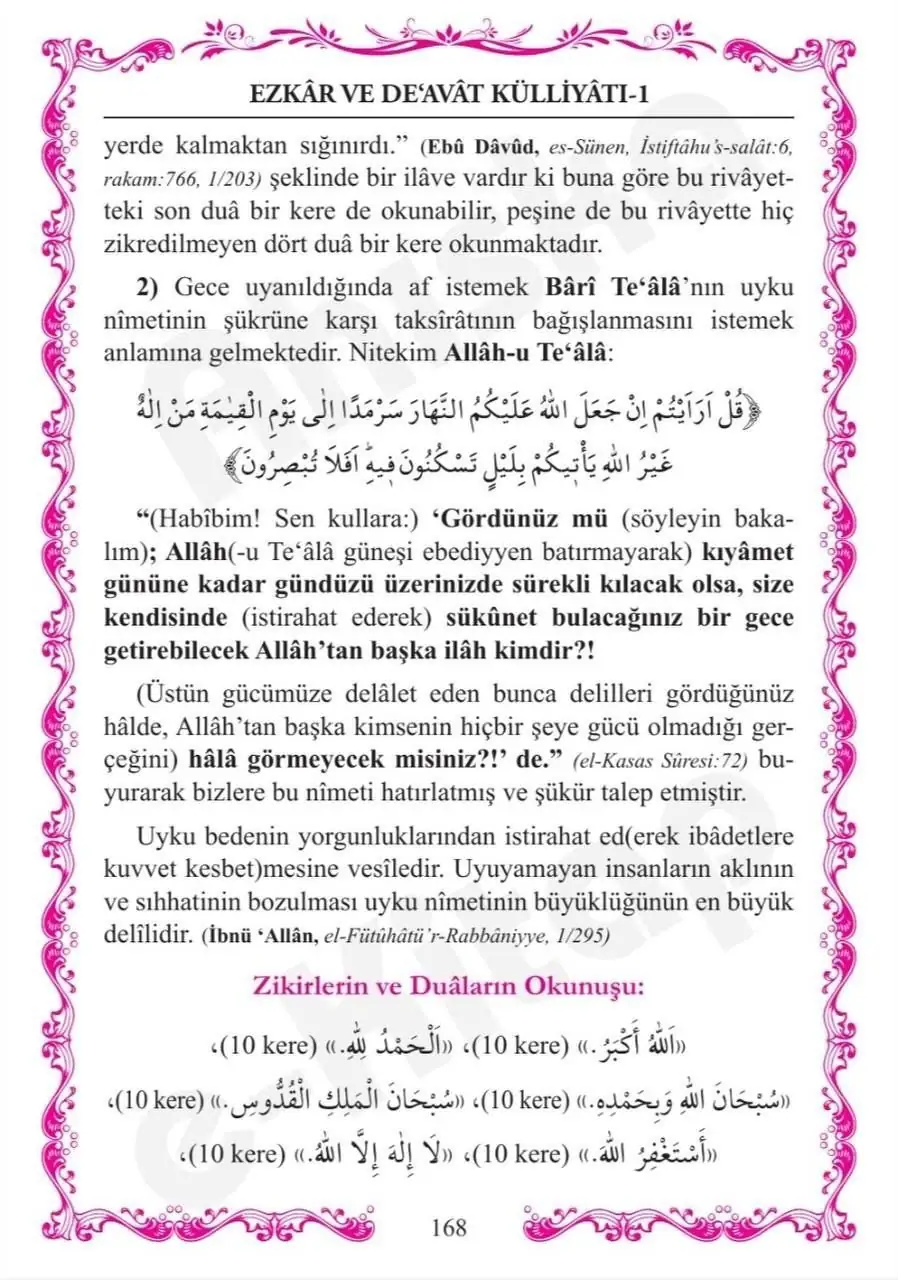 EZKÂR VE DE‘AVÂT KÜLLİYÂTI-1
yerde kalmaktan sığınırdı.” (Ebû Dâvûd, es-Sünen, İstiftâhu’s-salât:6,
rakam:766, 1/203) şeklinde bir ilâve vardır ki buna göre bu rivâyet-
teki son duâ bir kere de okunabilir, peşine de bu rivâyette hiç
zikredilmeyen dört duâ bir kere okunmaktadır.
2) Gece uyanıldığında af istemek Bârî Te‘âlâ’nın uyku
nîmetinin şükrüne karşı taksîrâtının bağışlanmasını istemek
anlamına gelmektedir. Nitekim Allâh-u Te‘âlâ:
﴿قُلْ اَرَاَيْتُمْ اِنْ جَعَلَ اللهُ عَلَيْكُمُ النَّهَارَ سَرْمَدًا اِلٰى يَوْمِ الْقِيٰمَةِ مَنْ اِلٰهٌ
غَيْرُ اللهِ يَأْت۪يكُمْ بِلَيْلٍ تَسْكُنُونَ ف۪يهِۜ اَفَلَا تُبْصِرُونَ﴾
“(Habîbim! Sen kullara:) ‘Gördünüz mü (söyleyin baka-
lım); Allâh(-u Te‘âlâ güneşi ebediyyen batırmayarak) kıyâmet
gününe kadar gündüzü üzerinizde sürekli kılacak olsa, size
kendisinde (istirahat ederek) sükûnet bulacağınız bir gece
getirebilecek Allâh’tan başka ilâh kimdir?!
(Üstün gücümüze delâlet eden bunca delilleri gördüğünüz
hâlde, Allâh’tan başka kimsenin hiçbir şeye gücü olmadığı ger-
çeğini) hâlâ görmeyecek misiniz?!’ de.” (el-Kasas Sûresi:72) bu-
yurarak bizlere bu nîmeti hatırlatmış ve şükür talep etmiştir.
Uyku bedenin yorgunluklarından istirahat ed(erek ibâdetlere
kuvvet kesbet)mesine vesîledir. Uyuyamayan insanların aklının
ve sıhhatinin bozulması uyku nîmetinin büyüklüğünün en büyük
delîlidir. (İbnü ‘Allân, el-Fütûhâtü’r-Rabbâniyye, 1/295)
Zikirlerin ve Duâların Okunuşu:
«اَللهُ أَكْبَرُ.» (10 kere)، «اَلْحَمْدُ لِلّٰهِ.» (10 kere)،
«سُبْحَانَ اللهِ وَبِحَمْدِهِ.» (10 kere)، «سُبْحَانَ الْمَلِكِ الْقُدُّوسِ.» (10 kere)،
«أَسْتَغْفِرُ اللهَ.» (10 kere)، «لَا إِلٰهَ إِلَّا اللهُ.» (10 kere)،
168
Ahıska
e-Kitap